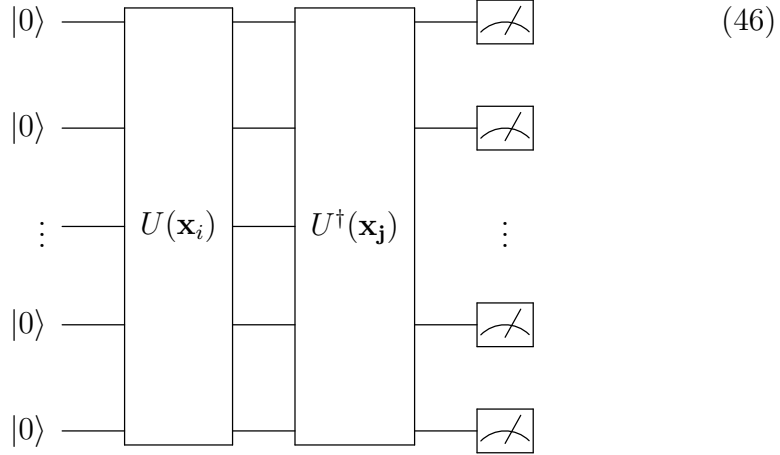 |0⟩ (46)
|0⟩
⋮ U(x_i) U†(x_j) ⋮
|0⟩
|0⟩